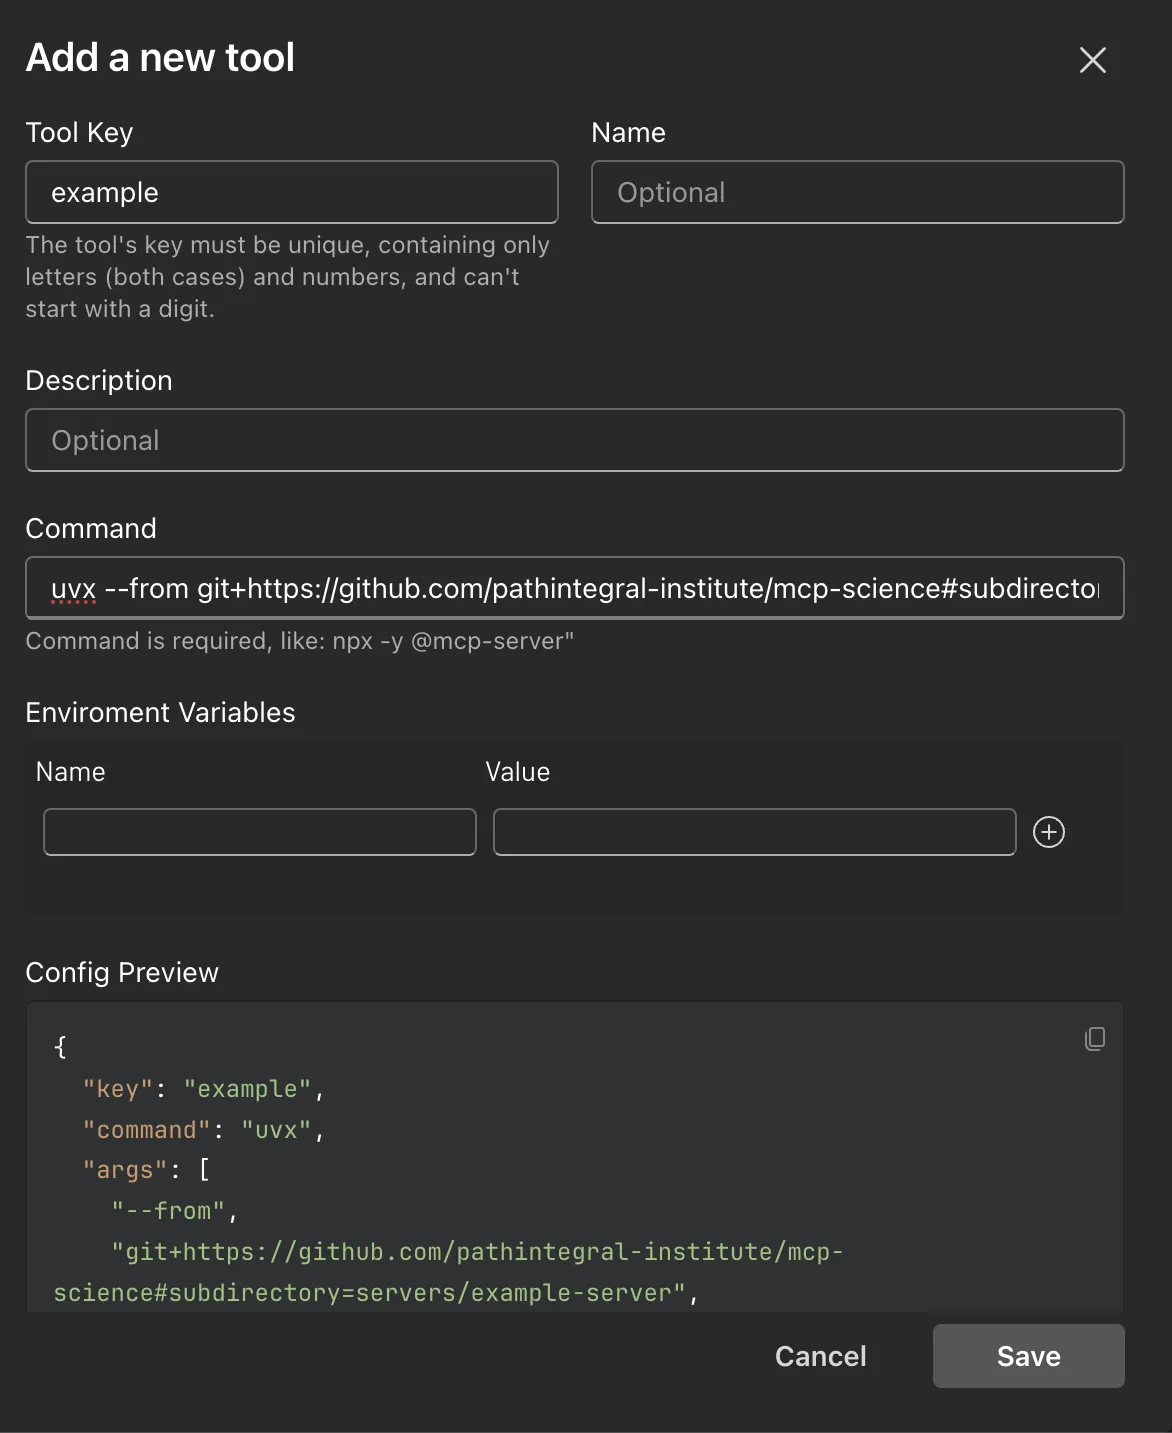 Add a new tool
Tool Key
Name
example
Optional
The tool's key must be unique, containing only
letters (both cases) and numbers, and can't
start with a digit.
Description
Optional
Command
uvx --from git+https://github.com/pathintegral-institute/mcp-science#subdirector
Command is required, like: npx -y @mcp-server"
Enviroment Variables
Name
Value
Config Preview
{
"key": "example",
"command": "uvx",
"args": [
"--from",
"git+https://github.com/pathintegral-institute/mcp-
science#subdirectory=servers/example-server",
Cancel
Save